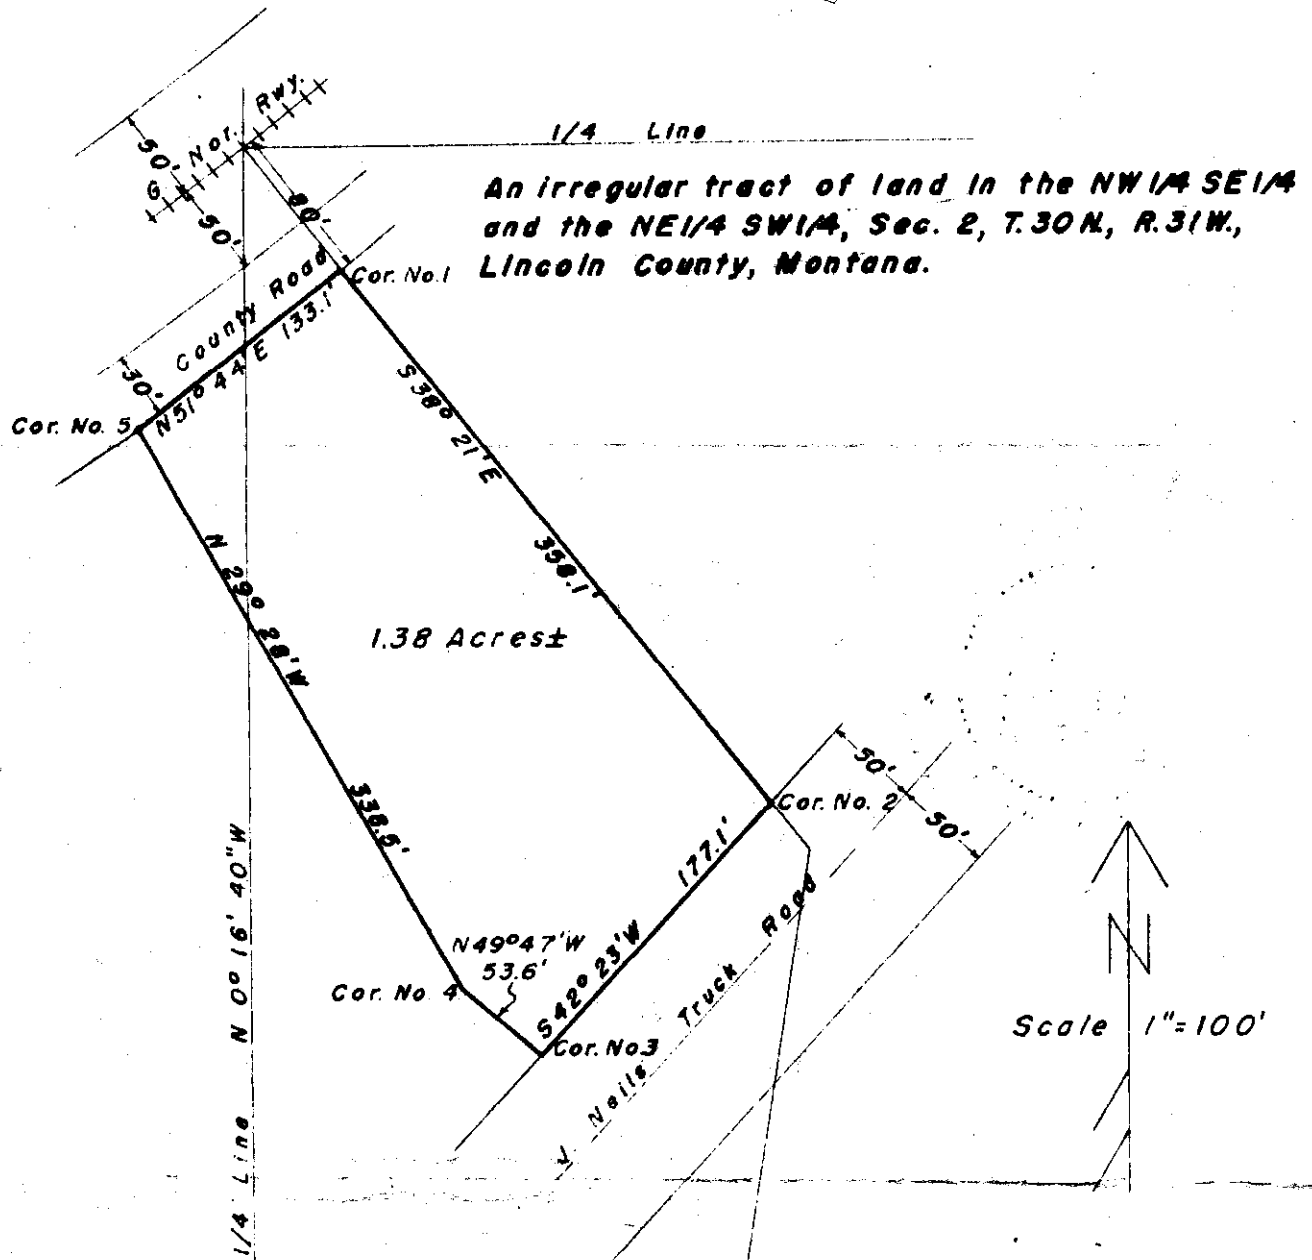 G. Nor. Rwy.
50'
50'
80'
1/4 Line
An irregular tract of land in the NW1/4 SE1/4
and the NE1/4 SW1/4, Sec. 2, T.30N., R.31W.,
Lincoln County, Montana.
County Road
Cor. No.1
30'
N51°44'E 133.1'
Cor. No. 5
S38° 21'E
358.1'
N 29° 28'W
338.5'
1.38 Acres±
50'
50'
Cor. No. 2
177.1'
S42° 23'W
N49°47'W
53.6'
Cor. No. 4
Cor. No.3
J. Neils Truck Road
N
Scale 1"=100'
1/4 Line N 0° 16' 40"W